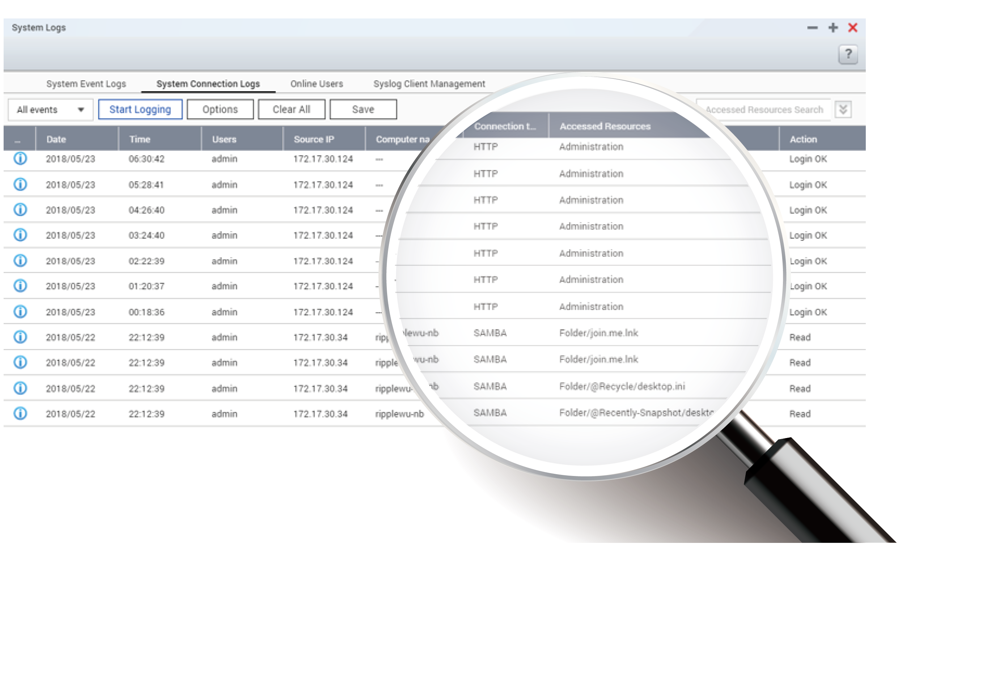 System Logs
?
System Event Logs System Connection Logs Online Users Syslog Client Management
All events Start Logging Options Clear All Save Accessed Resources Search
... Date Time Users Source IP Computer na Connection t... Accessed Resources Action
2018/05/23 06:30:42 admin 172.17.30.124 --- HTTP Administration Login OK
2018/05/23 05:28:41 admin 172.17.30.124 --- HTTP Administration Login OK
2018/05/23 04:26:40 admin 172.17.30.124 --- HTTP Administration Login OK
2018/05/23 03:24:40 admin 172.17.30.124 --- HTTP Administration Login OK
2018/05/23 02:22:39 admin 172.17.30.124 -- HTTP Administration Login OK
2018/05/23 01:20:37 admin 172.17.30.124 -- HTTP Administration Login OK
2018/05/23 00:18:36 admin 172.17.30.124 --- HTTP Administration Login OK
2018/05/22 22:12:39 admin 172.17.30.34 ripp lewu-nb SAMBA Folder/join.me.lnk Read
2018/05/22 22:12:39 admin 172.17.30.34 ripple wu-nb SAMBA Folder/join.me.lnk Read
2018/05/22 22:12:39 admin 172.17.30.34 ripplewu- nb SAMBA Folder/@Recycle/desktop.ini Read
2018/05/22 22:12:39 admin 172.17.30.34 ripplewu-nb SAMBA Folder/@Recently-Snapshot/deskto Read